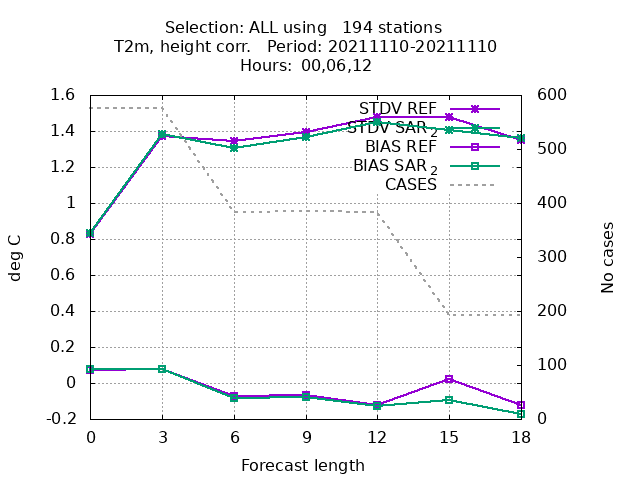 Selection: ALL using   194 stations
T2m, height corr.   Period: 20211110-20211110
Hours:  00,06,12
1.6
1.4
1.2
1
0.8
0.6
0.4
0.2
0
-0.2
deg C
STDV REF
STDV SAR 2
BIAS REF
BIAS SAR 2
CASES
600
500
400
300
200
100
0
No cases
0 3 6 9 12 15 18
Forecast length